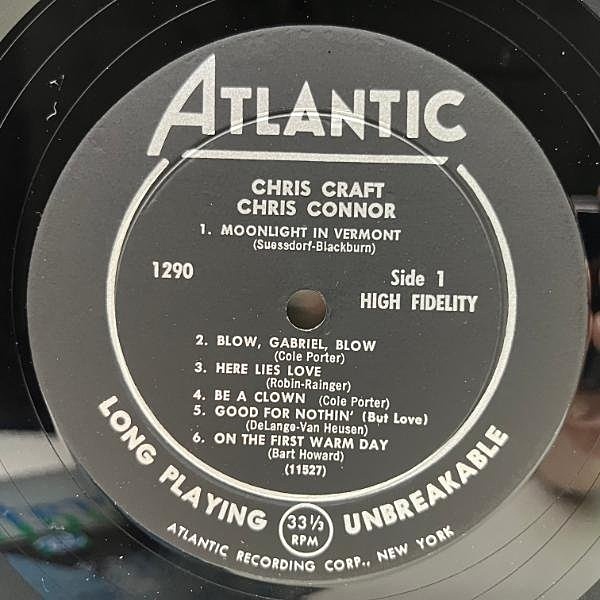 ATLANTIC
CHRIS CRAFT
CHRIS CONNOR
1. MOONLIGHT IN VERMONT
(Suessdorf-Blackburn)
1290
Side 1
HIGH FIDELITY
2. BLOW, GABRIEL, BLOW
(Cole Porter)
3. HERE LIES LOVE
(Robin-Rainger)
4. BE A CLOWN (Cole Porter)
5. GOOD FOR NOTHIN' (But Love)
(DeLange-Van Heusen)
6. ON THE FIRST WARM DAY
(Bart Howard)
(11527)
LONG PLAYING 33⅓ RPM UNBREAKABLE
ATLANTIC RECORDING CORP., NEW YORK